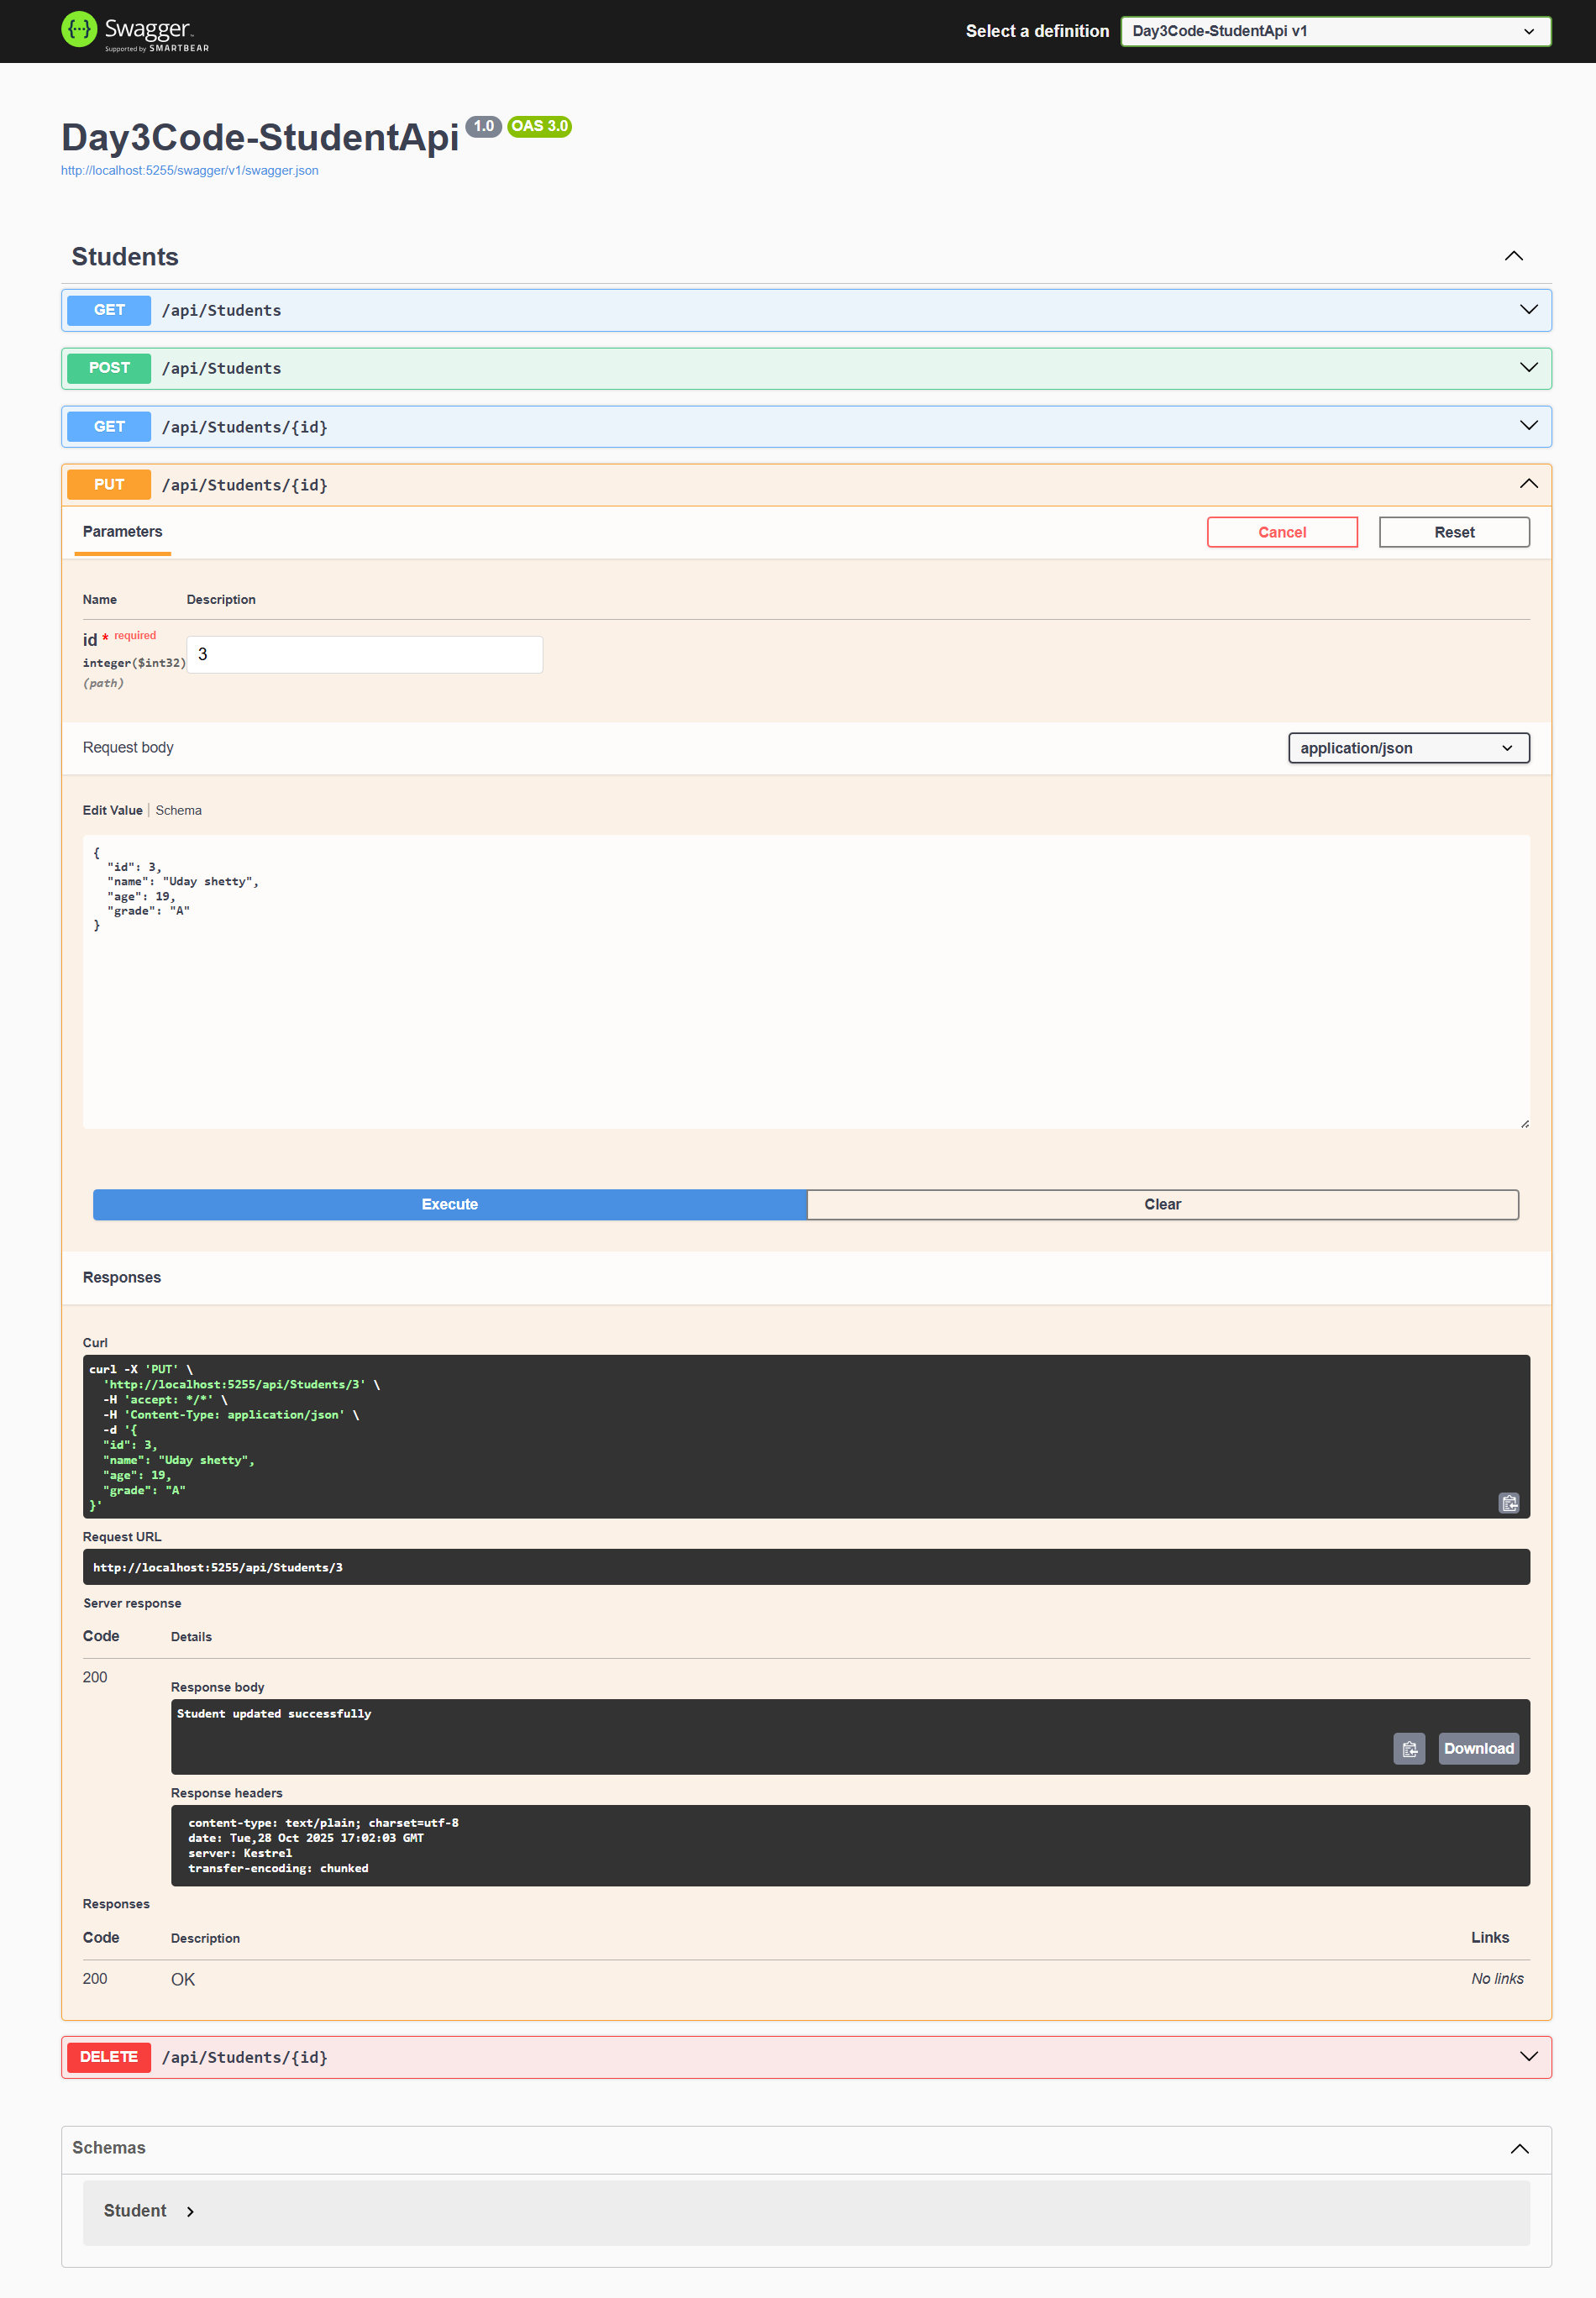 Swagger
Supported by SMARTBEAR
Select a definition
Day3Code-StudentApi v1
Day3Code-StudentApi 1.0 OAS 3.0
http://localhost:5255/swagger/v1/swagger.json
Students
GET /api/Students
POST /api/Students
GET /api/Students/{id}
PUT /api/Students/{id}
Parameters
Cancel
Reset
Name Description
id * required
integer($int32)
(path)
3
Request body
application/json
Edit Value | Schema
{
  "id": 3,
  "name": "Uday shetty",
  "age": 19,
  "grade": "A"
}
Execute
Clear
Responses
Curl
curl -X 'PUT' \
  'http://localhost:5255/api/Students/3' \
  -H 'accept: */*' \
  -H 'Content-Type: application/json' \
  -d '{
  "id": 3,
  "name": "Uday shetty",
  "age": 19,
  "grade": "A"
}'
Request URL
http://localhost:5255/api/Students/3
Server response
Code Details
200
Response body
Student updated successfully
Download
Response headers
content-type: text/plain; charset=utf-8
date: Tue,28 Oct 2025 17:02:03 GMT
server: Kestrel
transfer-encoding: chunked
Responses
Code Description Links
200 OK No links
DELETE /api/Students/{id}
Schemas
Student